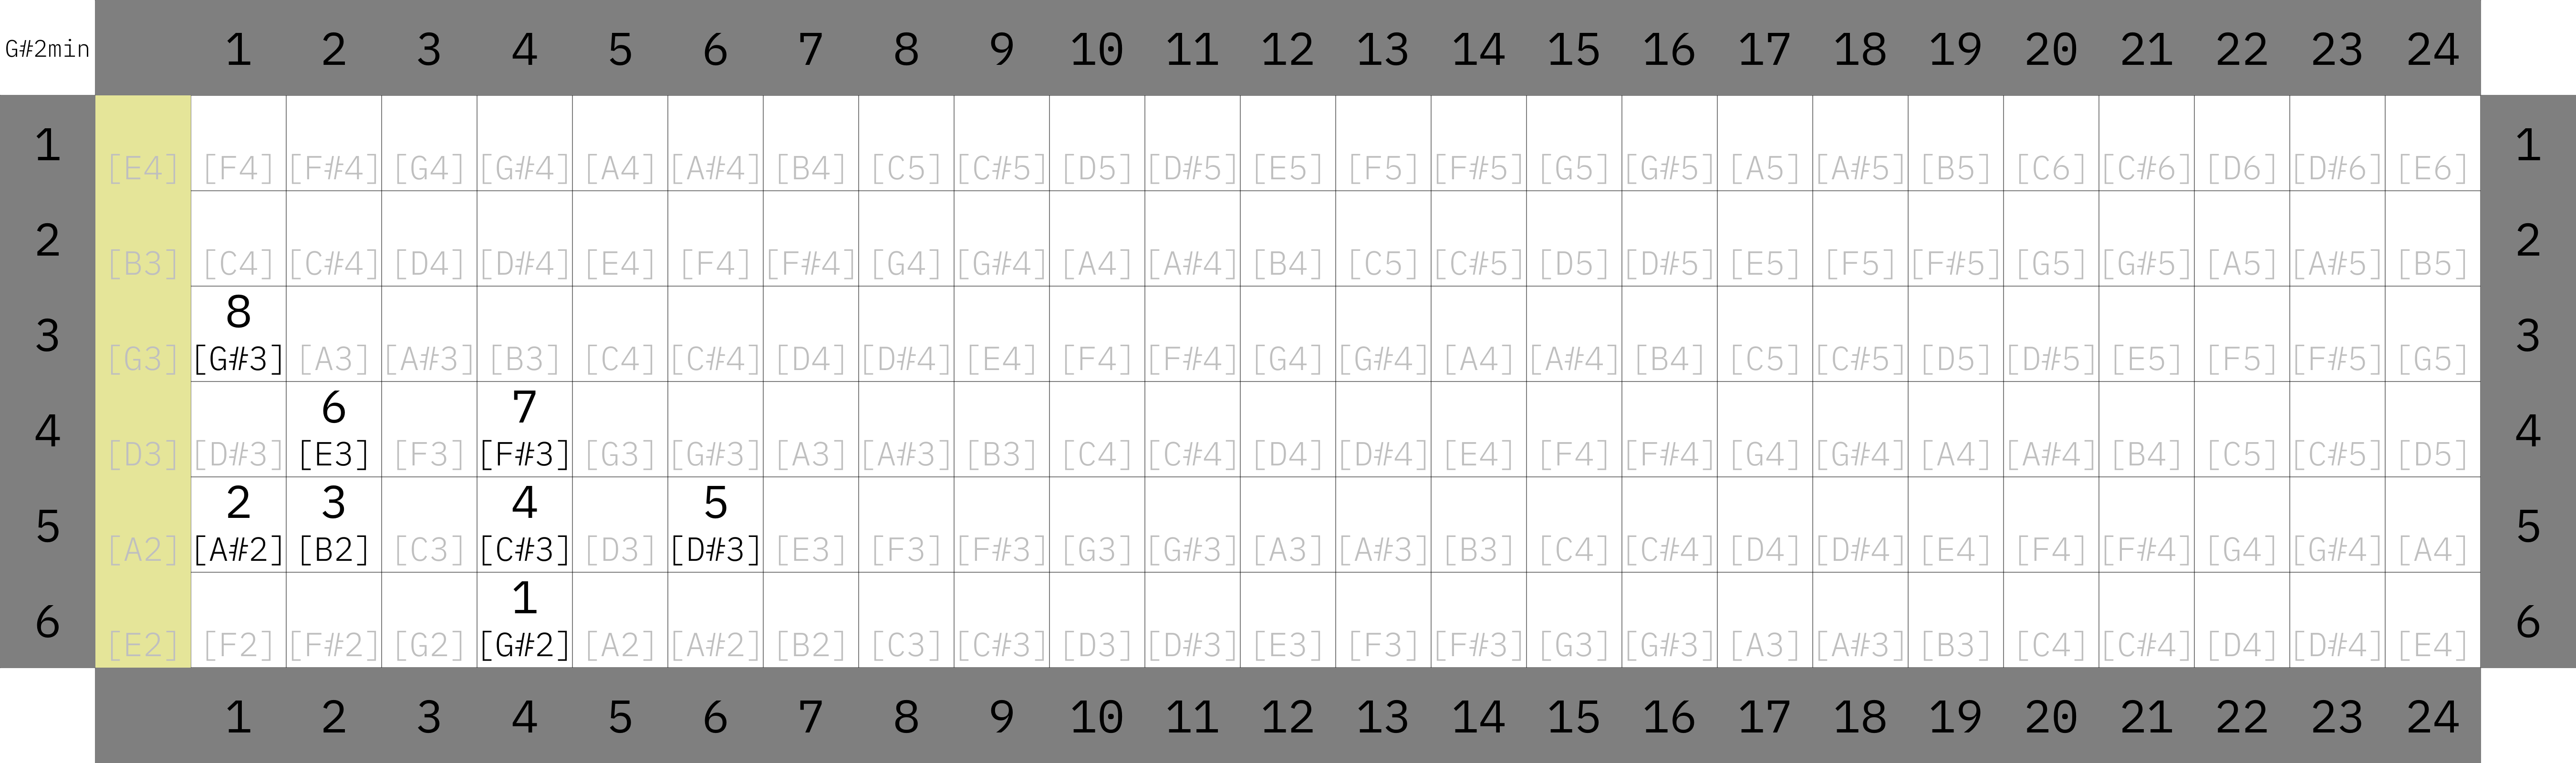 G#2min 1 2 3 4 5 6 7 8 9 10 11 12 13 14 15 16 17 18 19 20 21 22 23 24
1 [E4] [F4] [F#4] [G4] [G#4] [A4] [A#4] [B4] [C5] [C#5] [D5] [D#5] [E5] [F5] [F#5] [G5] [G#5] [A5] [A#5] [B5] [C6] [C#6] [D6] [D#6] [E6] 1
2 [B3] [C4] [C#4] [D4] [D#4] [E4] [F4] [F#4] [G4] [G#4] [A4] [A#4] [B4] [C5] [C#5] [D5] [D#5] [E5] [F5] [F#5] [G5] [G#5] [A5] [A#5] [B5] 2
8
3 [G3] [G#3] [A3] [A#3] [B3] [C4] [C#4] [D4] [D#4] [E4] [F4] [F#4] [G4] [G#4] [A4] [A#4] [B4] [C5] [C#5] [D5] [D#5] [E5] [F5] [F#5] [G5] 3
6 7
4 [D3] [D#3] [E3] [F3] [F#3] [G3] [G#3] [A3] [A#3] [B3] [C4] [C#4] [D4] [D#4] [E4] [F4] [F#4] [G4] [G#4] [A4] [A#4] [B4] [C5] [C#5] [D5] 4
2 3 4 5
5 [A2] [A#2] [B2] [C3] [C#3] [D3] [D#3] [E3] [F3] [F#3] [G3] [G#3] [A3] [A#3] [B3] [C4] [C#4] [D4] [D#4] [E4] [F4] [F#4] [G4] [G#4] [A4] 5
1
6 [E2] [F2] [F#2] [G2] [G#2] [A2] [A#2] [B2] [C3] [C#3] [D3] [D#3] [E3] [F3] [F#3] [G3] [G#3] [A3] [A#3] [B3] [C4] [C#4] [D4] [D#4] [E4] 6
1 2 3 4 5 6 7 8 9 10 11 12 13 14 15 16 17 18 19 20 21 22 23 24